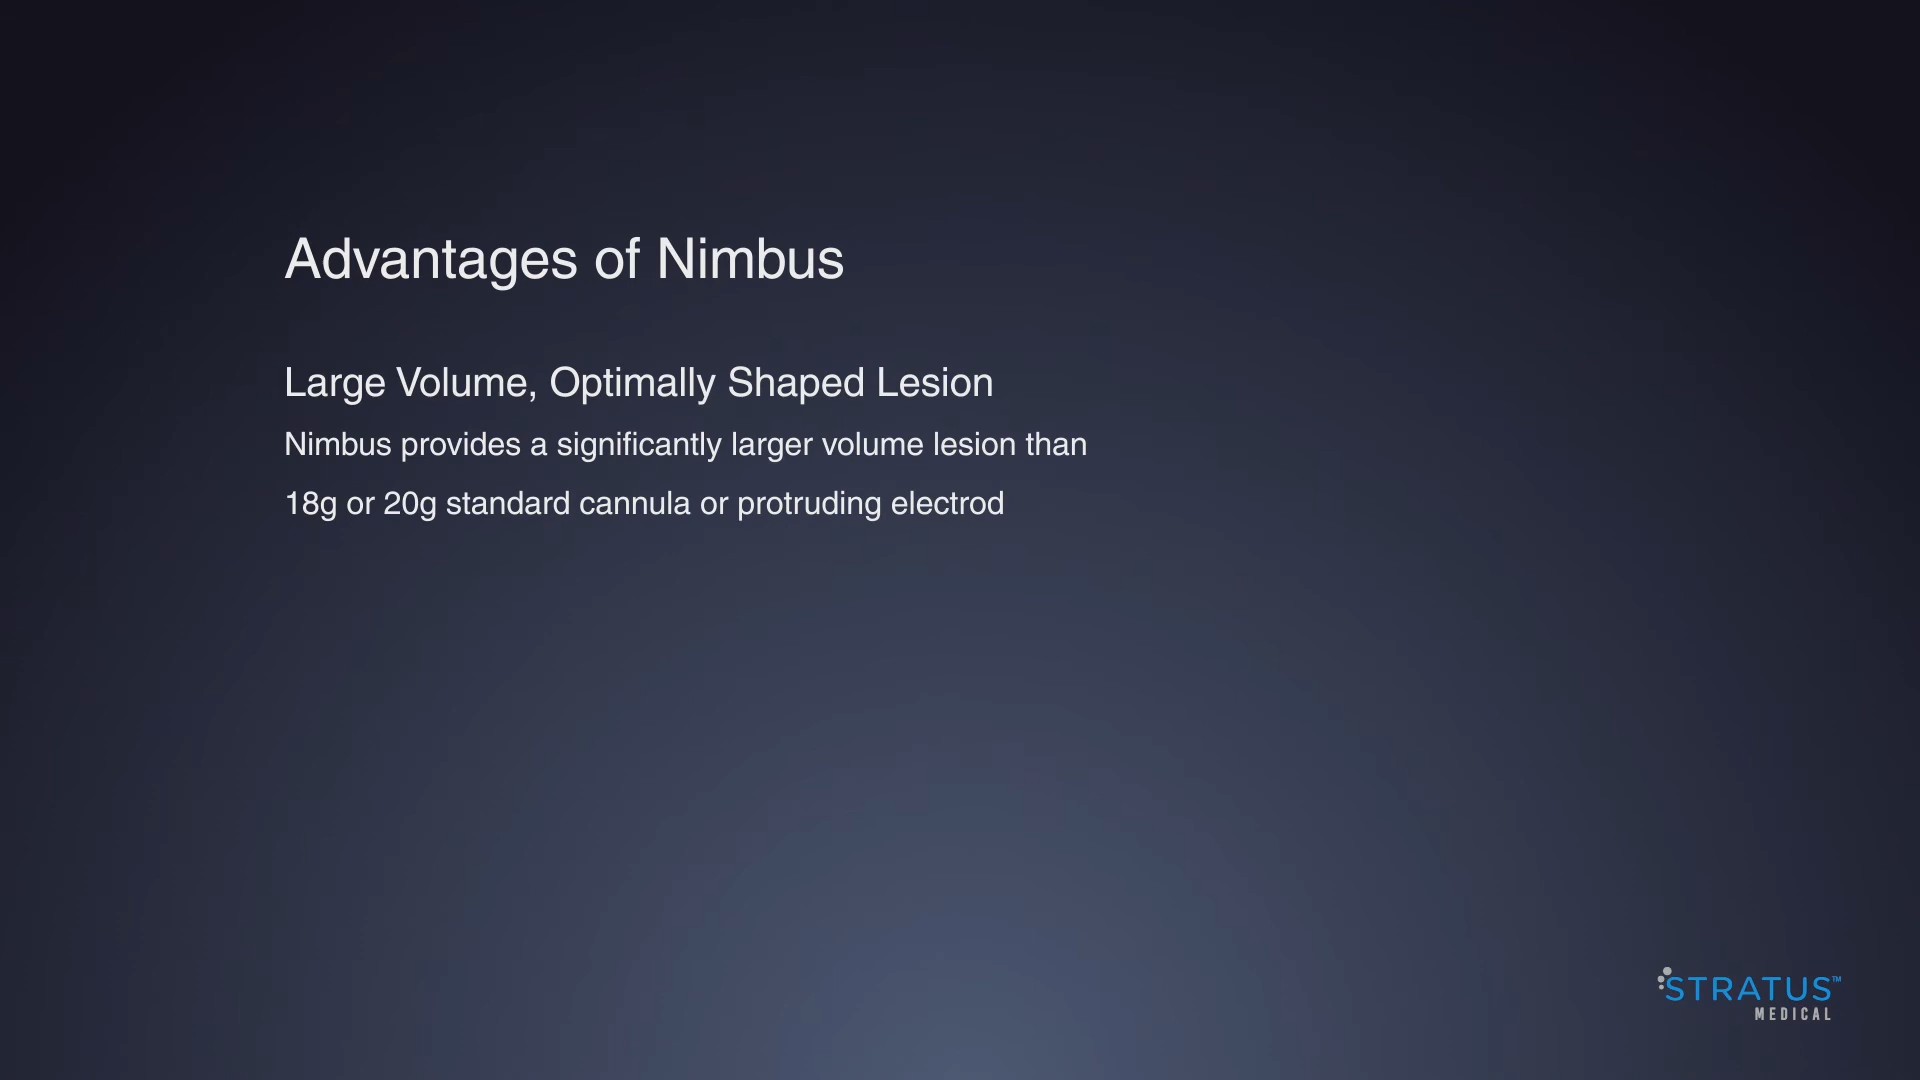 Advantages of Nimbus
Large Volume, Optimally Shaped Lesion
Nimbus provides a significantly larger volume lesion than
18g or 20g standard cannula or protruding electrod
STRATUS™
MEDICAL